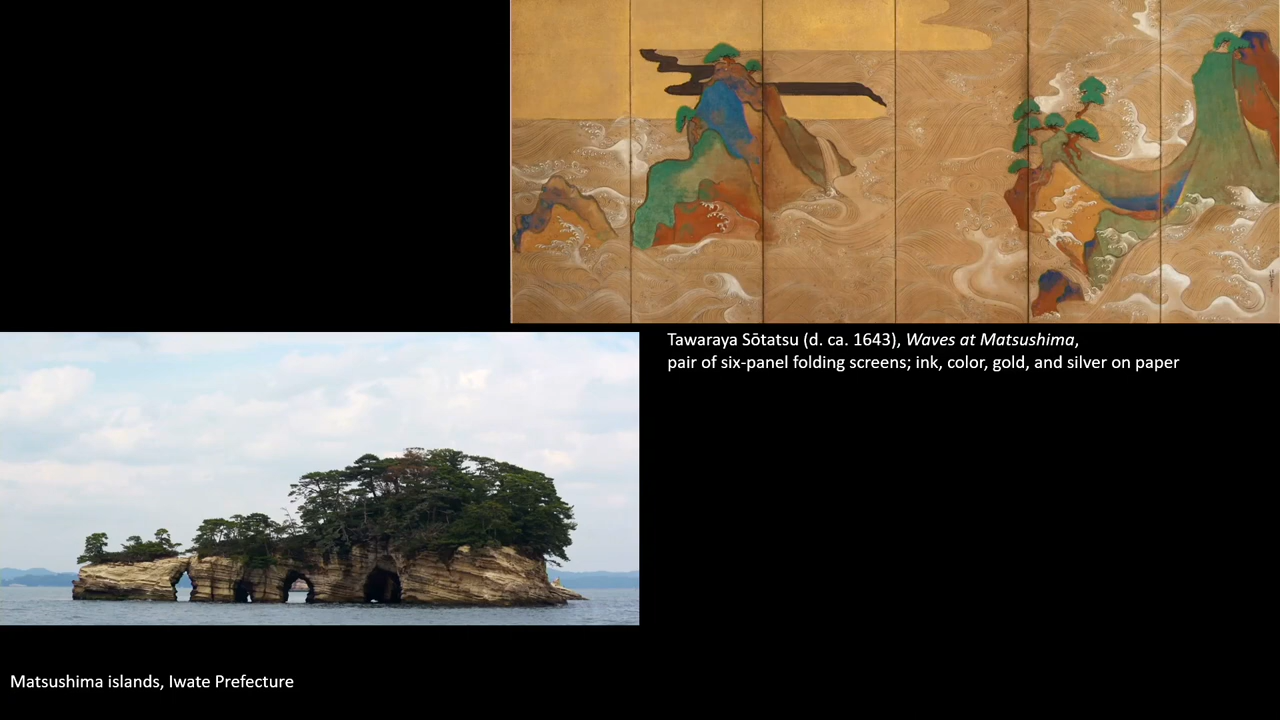 Tawaraya Sōtatsu (d. ca. 1643), Waves at Matsushima,
pair of six-panel folding screens; ink, color, gold, and silver on paper
Matsushima islands, Iwate Prefecture